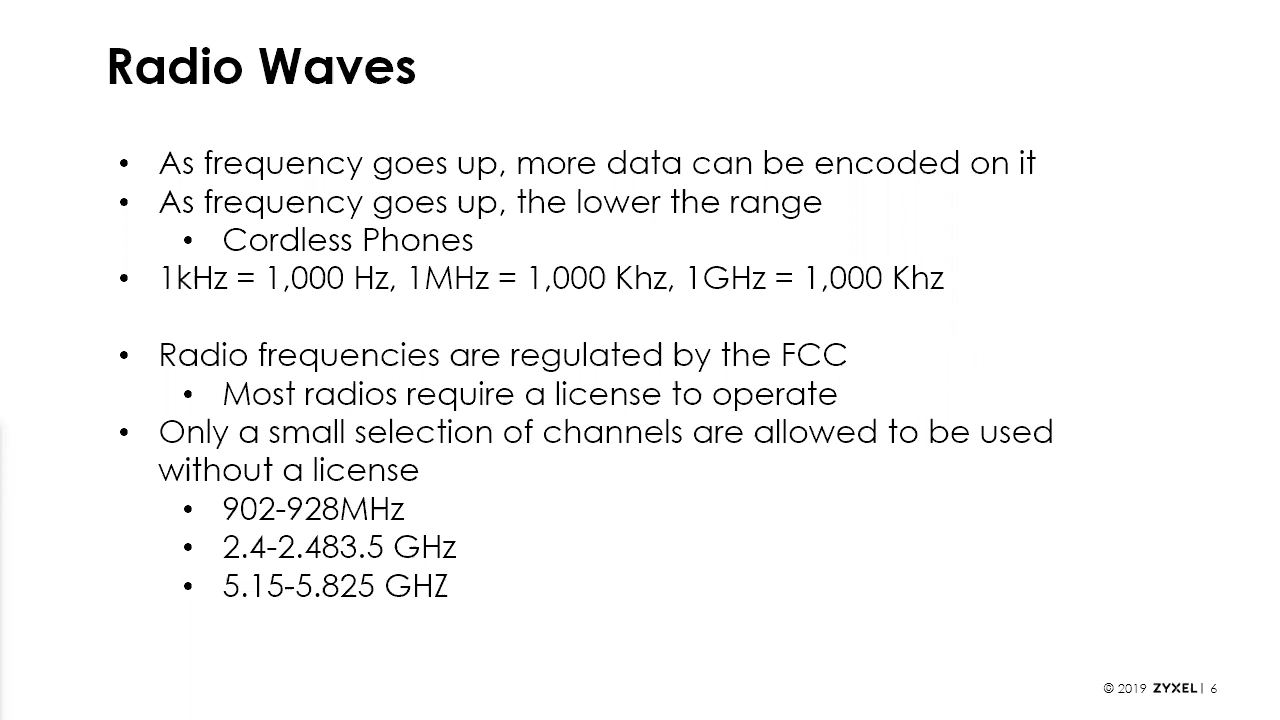 Radio Waves
• As frequency goes up, more data can be encoded on it
• As frequency goes up, the lower the range
• Cordless Phones
• 1kHz = 1,000 Hz, 1MHz = 1,000 Khz, 1GHz = 1,000 Khz
• Radio frequencies are regulated by the FCC
• Most radios require a license to operate
• Only a small selection of channels are allowed to be used
without a license
• 902-928MHz
• 2.4-2.483.5 GHz
• 5.15-5.825 GHZ
© 2019 ZYXEL | 6